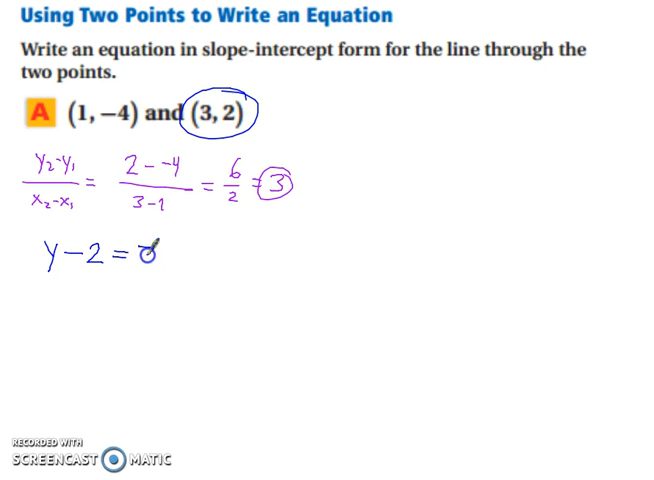 Using Two Points to Write an Equation
Write an equation in slope-intercept form for the line through the
two points.
A (1, −4) and (3, 2)
y₂-y₁ / x₂-x₁ = 2 - -4 / 3-1 = 6/2 = 3
y - 2 =
RECORDED WITH
SCREENCAST MATIC